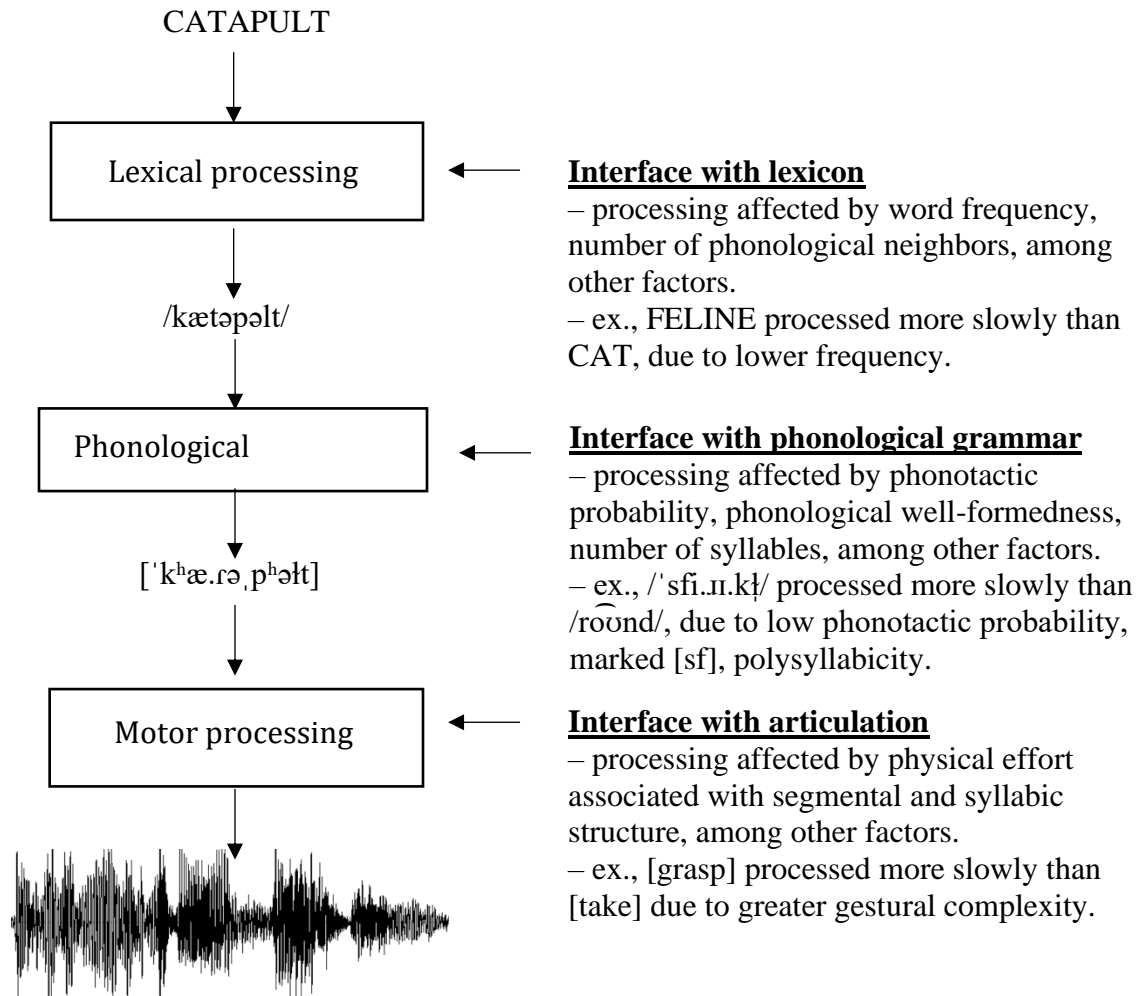 CATAPULT
Lexical processing
Interface with lexicon
– processing affected by word frequency,
number of phonological neighbors, among
other factors.
– ex., FELINE processed more slowly than
CAT, due to lower frequency.
/kætəpəlt/
Phonological
Interface with phonological grammar
– processing affected by phonotactic
probability, phonological well-formedness,
number of syllables, among other factors.
– ex., /ˈsfi.ɪɪ.kɫ̩/ processed more slowly than
/ro͡ʊnd/, due to low phonotactic probability,
marked [sf], polysyllabicity.
[ˈkʰæ.ɾəˌpʰəɫt]
Motor processing
Interface with articulation
– processing affected by physical effort
associated with segmental and syllabic
structure, among other factors.
– ex., [grasp] processed more slowly than
[take] due to greater gestural complexity.